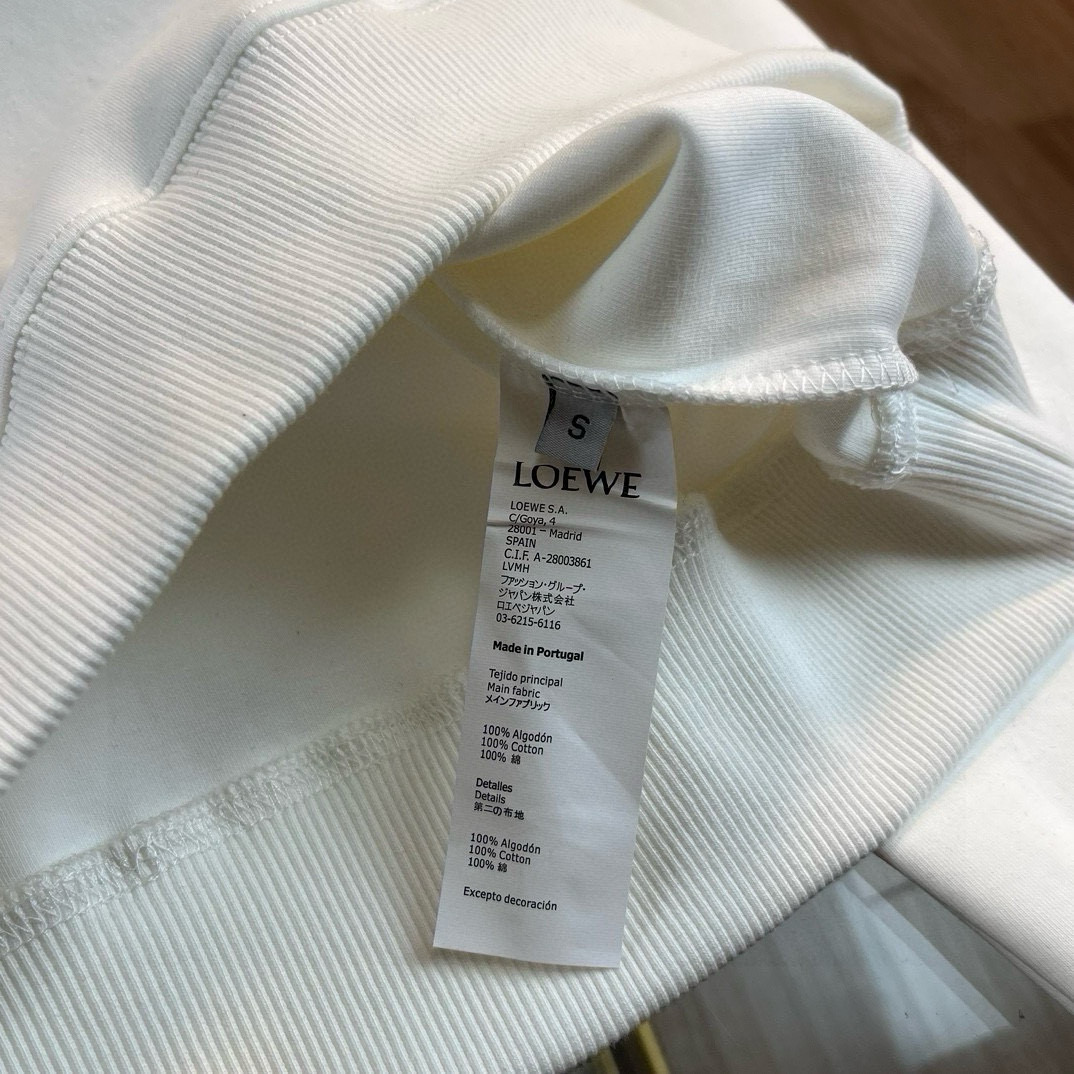 S
LOEWE
LOEWE S.A.
C/Goya, 4
28001 – Madrid
SPAIN
C.I.F. A-28003861
LVMH
ファッション・グループ・
ジャパン株式会社
ロエベジャパン
03-6215-6116
Made in Portugal
Tejido principal
Main fabric
メインファブリック
100% Algodón
100% Cotton
100% 綿
Detalles
Details
第二の布地
100% Algodón
100% Cotton
100% 綿
Excepto decoración